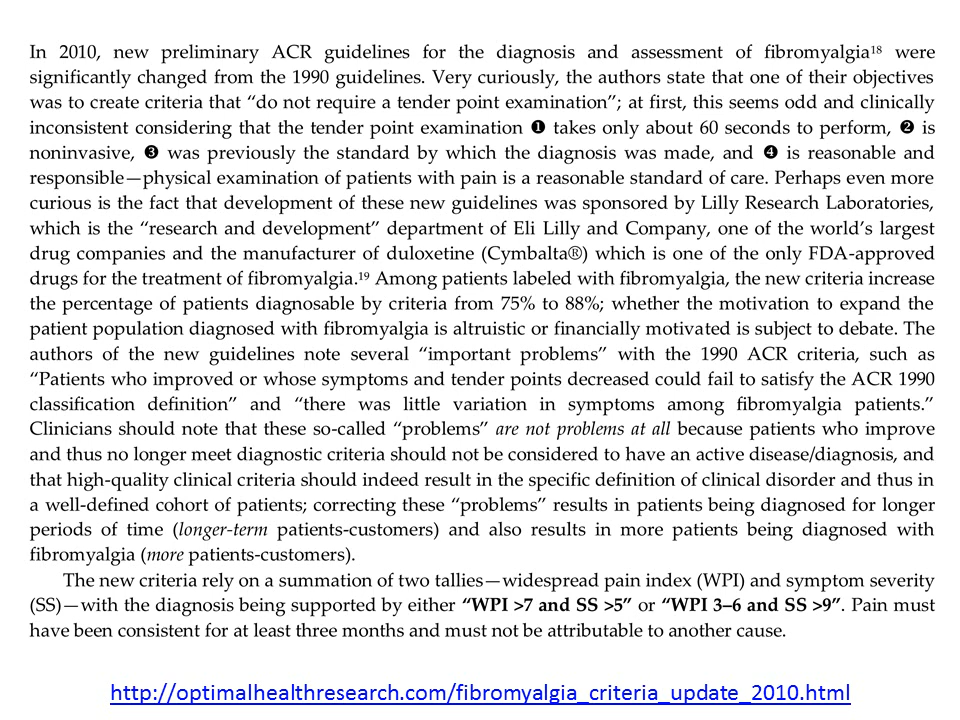 In 2010, new preliminary ACR guidelines for the diagnosis and assessment of fibromyalgia¹⁸ were
significantly changed from the 1990 guidelines. Very curiously, the authors state that one of their objectives
was to create criteria that “do not require a tender point examination”; at first, this seems odd and clinically
inconsistent considering that the tender point examination ❶ takes only about 60 seconds to perform, ❷ is
noninvasive, ❸ was previously the standard by which the diagnosis was made, and ❹ is reasonable and
responsible—physical examination of patients with pain is a reasonable standard of care. Perhaps even more
curious is the fact that development of these new guidelines was sponsored by Lilly Research Laboratories,
which is the “research and development” department of Eli Lilly and Company, one of the world’s largest
drug companies and the manufacturer of duloxetine (Cymbalta®) which is one of the only FDA-approved
drugs for the treatment of fibromyalgia.¹⁹ Among patients labeled with fibromyalgia, the new criteria increase
the percentage of patients diagnosable by criteria from 75% to 88%; whether the motivation to expand the
patient population diagnosed with fibromyalgia is altruistic or financially motivated is subject to debate. The
authors of the new guidelines note several “important problems” with the 1990 ACR criteria, such as
“Patients who improved or whose symptoms and tender points decreased could fail to satisfy the ACR 1990
classification definition” and “there was little variation in symptoms among fibromyalgia patients.”
Clinicians should note that these so-called “problems” are not problems at all because patients who improve
and thus no longer meet diagnostic criteria should not be considered to have an active disease/diagnosis, and
that high-quality clinical criteria should indeed result in the specific definition of clinical disorder and thus in
a well-defined cohort of patients; correcting these “problems” results in patients being diagnosed for longer
periods of time (longer-term patients-customers) and also results in more patients being diagnosed with
fibromyalgia (more patients-customers).
The new criteria rely on a summation of two tallies—widespread pain index (WPI) and symptom severity
(SS)—with the diagnosis being supported by either “WPI >7 and SS >5” or “WPI 3–6 and SS >9”. Pain must
have been consistent for at least three months and must not be attributable to another cause.
http://optimalhealthresearch.com/fibromyalgia_criteria_update_2010.html